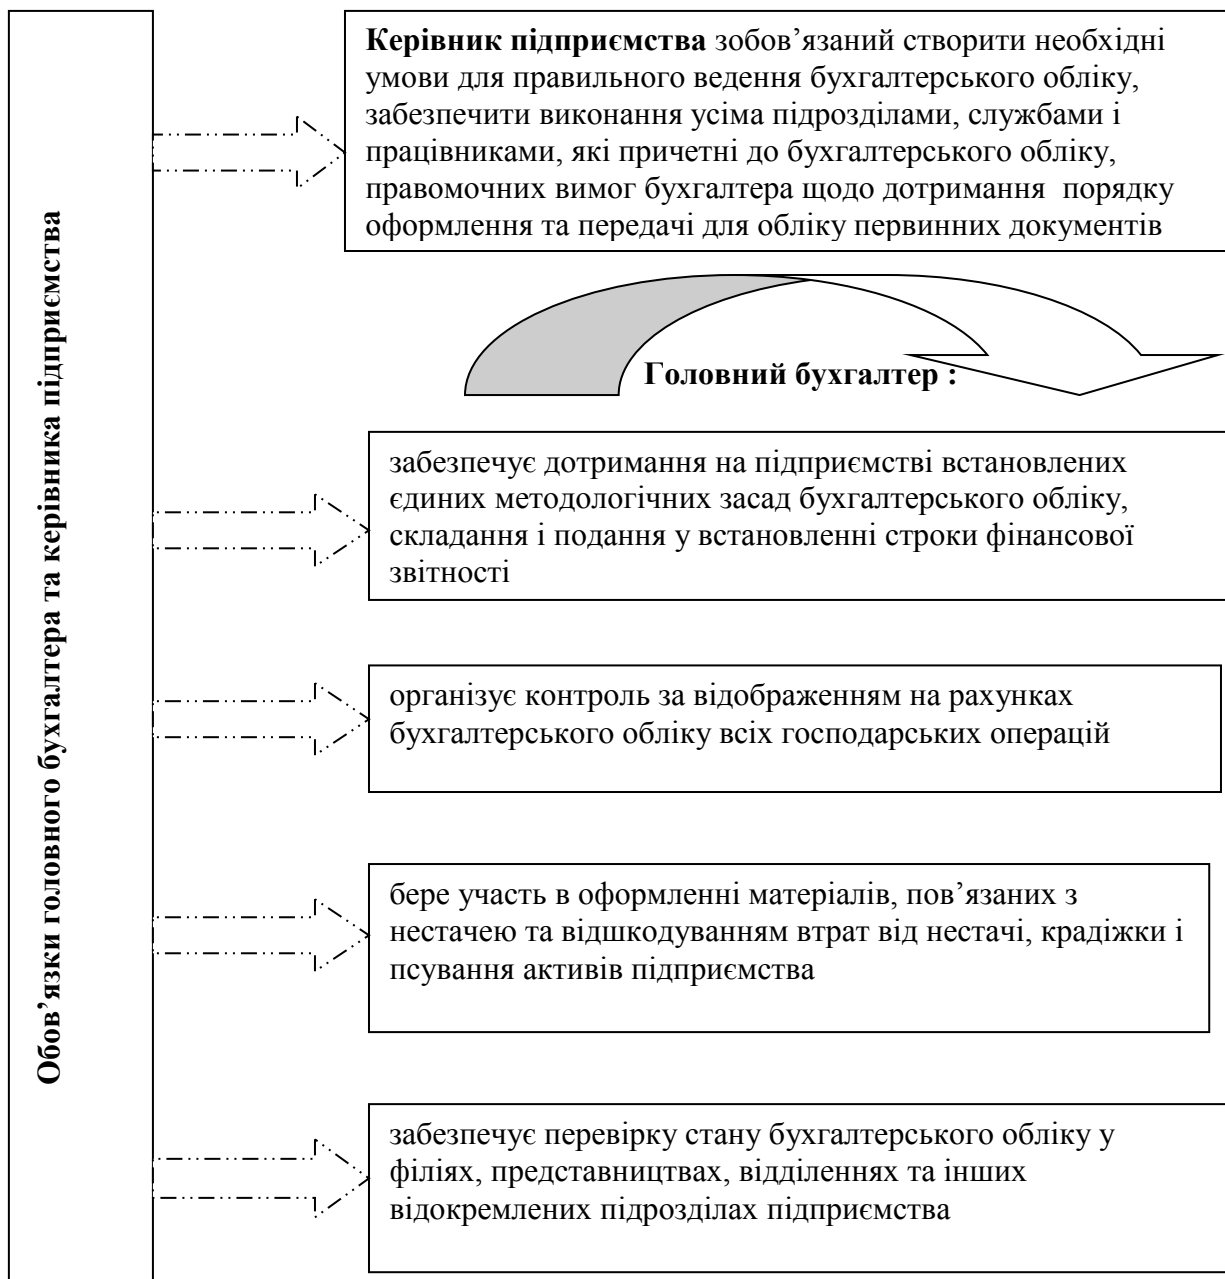 Обов’язки головного бухгалтера та керівника підприємства
Керівник підприємства зобов’язаний створити необхідні
умови для правильного ведення бухгалтерського обліку,
забезпечити виконання усіма підрозділами, службами і
працівниками, які причетні до бухгалтерського обліку,
правомочних вимог бухгалтера щодо дотримання порядку
оформлення та передачі для обліку первинних документів
Головний бухгалтер :
забезпечує дотримання на підприємстві встановлених
єдиних методологічних засад бухгалтерського обліку,
складання і подання у встановленні строки фінансової
звітності
організує контроль за відображенням на рахунках
бухгалтерського обліку всіх господарських операцій
бере участь в оформленні матеріалів, пов’язаних з
нестачею та відшкодуванням втрат від нестачі, крадіжки і
псування активів підприємства
забезпечує перевірку стану бухгалтерського обліку у
філіях, представництвах, відділеннях та інших
відокремлених підрозділах підприємства